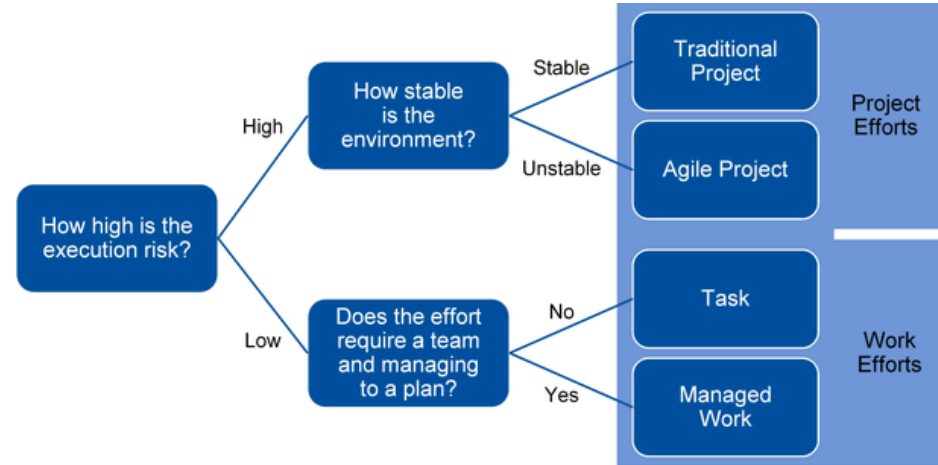 How high is the
execution risk?
High
Low
How stable
is the
environment?
Does the effort
require a team
and managing
to a plan?
Stable
Unstable
No
Yes
Traditional
Project
Agile Project
Task
Managed
Work
Project
Efforts
Work
Efforts